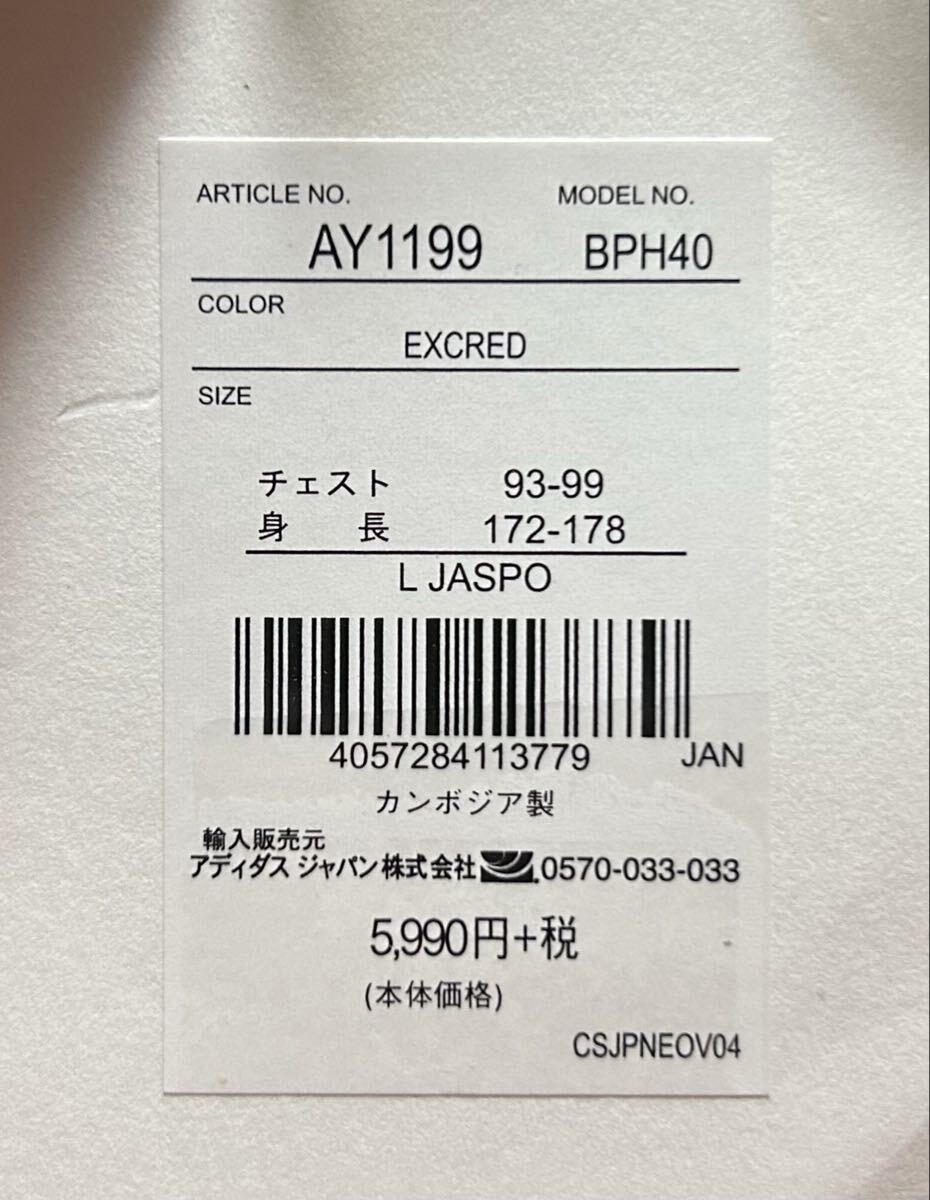 ARTICLE NO. MODEL NO.
AY1199 BPH40
COLOR
EXCRED
SIZE
チェスト 93-99
身 長 172-178
L JASPO
4057284113779 JAN
カンボジア製
輸入販売元
アディダス ジャパン株式会社 0570-033-033
5,990円+税
(本体価格)
CSJPNEOV04